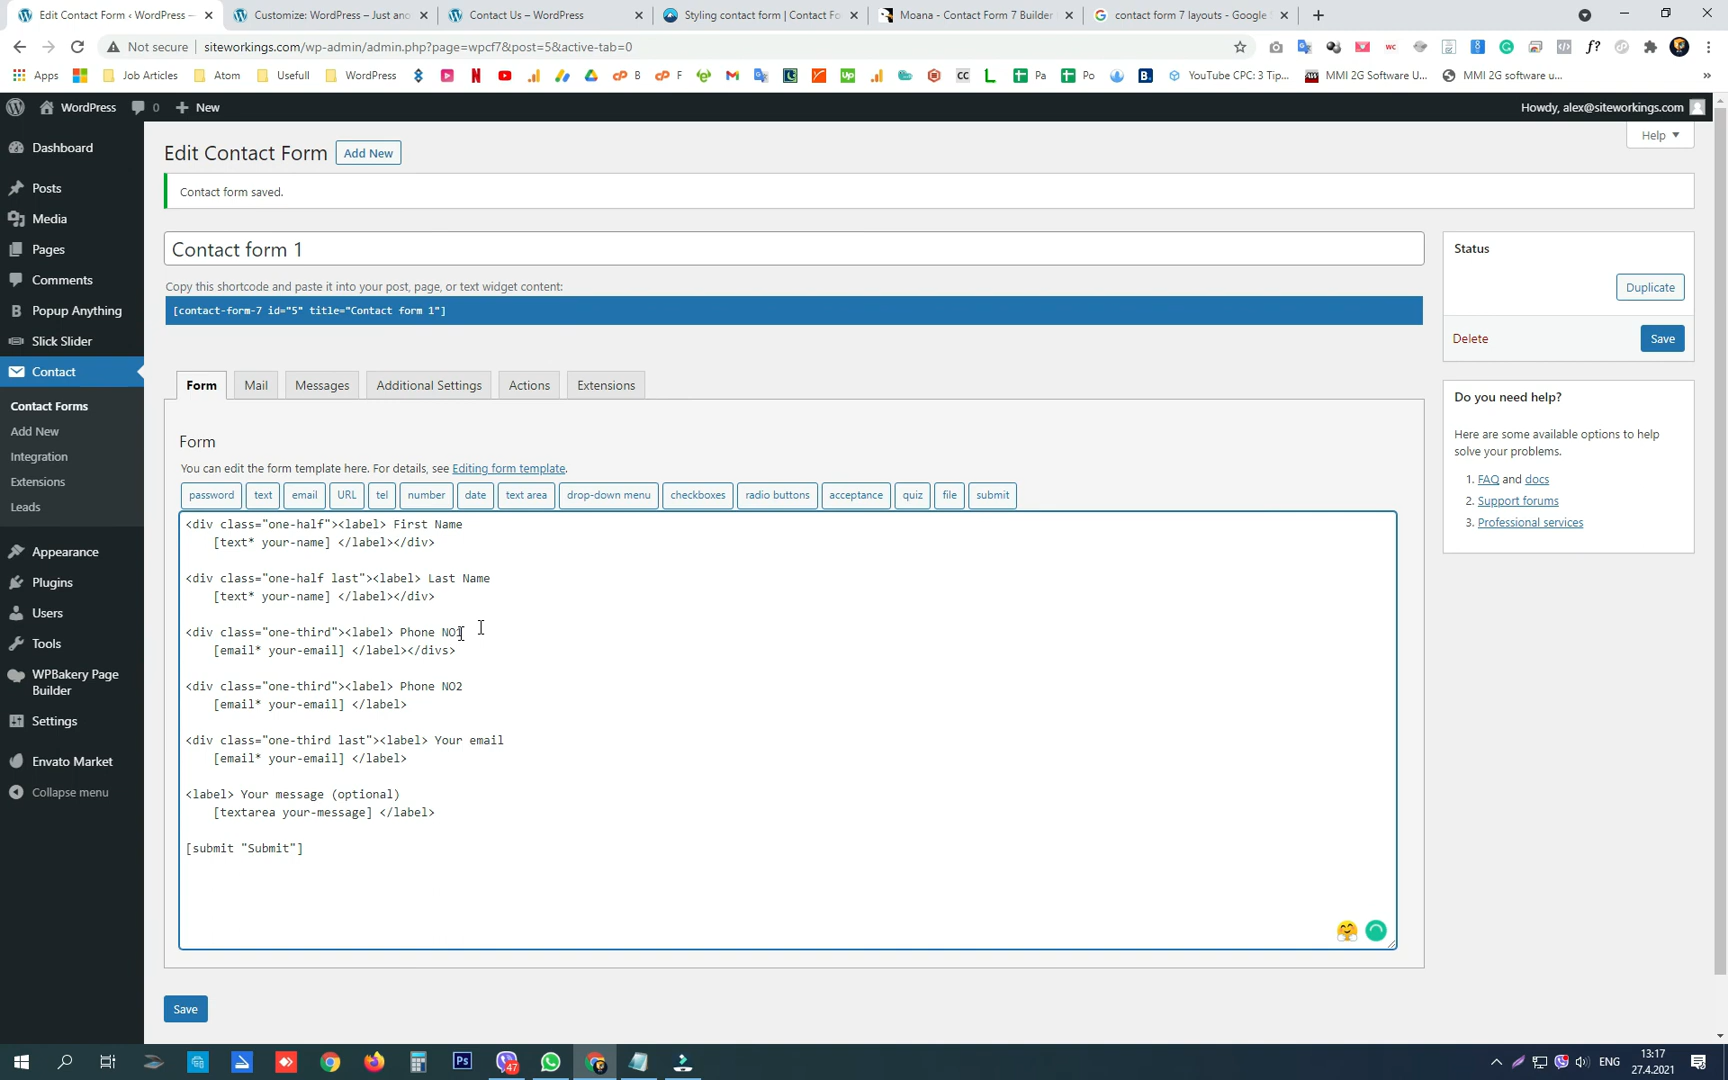 Edit Contact Form ‹ WordPress —
Customize: WordPress – Just ano
Contact Us – WordPress
Styling contact form | Contact Fo
Moana - Contact Form 7 Builder
contact form 7 layouts - Google
Not secure
siteworkings.com/wp-admin/admin.php?page=wpcf7&post=5&active-tab=0
Apps
Job Articles
Atom
Usefull
WordPress
B
F
Pa
Po
YouTube CPC: 3 Tip...
MMI 2G Software U...
MMI 2G software u...
WordPress
0
New
Howdy, alex@siteworkings.com
Dashboard
Posts
Media
Pages
Comments
Popup Anything
Slick Slider
Contact
Contact Forms
Add New
Integration
Extensions
Leads
Appearance
Plugins
Users
Tools
WPBakery Page
Builder
Settings
Envato Market
Collapse menu
Help
Edit Contact Form
Add New
Contact form saved.
Contact form 1
Copy this shortcode and paste it into your post, page, or text widget content:
[contact-form-7 id="5" title="Contact form 1"]
Form
Mail
Messages
Additional Settings
Actions
Extensions
Form
You can edit the form template here. For details, see Editing form template.
password
text
email
URL
tel
number
date
text area
drop-down menu
checkboxes
radio buttons
acceptance
quiz
file
submit
<div class="one-half"><label> First Name
[text* your-name] </label></div>
<div class="one-half last"><label> Last Name
[text* your-name] </label></div>
<div class="one-third"><label> Phone NO1
[email* your-email] </label></divs>
<div class="one-third"><label> Phone NO2
[email* your-email] </label>
<div class="one-third last"><label> Your email
[email* your-email] </label>
<label> Your message (optional)
[textarea your-message] </label>
[submit "Submit"]
Save
Status
Duplicate
Delete
Save
Do you need help?
Here are some available options to help
solve your problems.
1. FAQ and docs
2. Support forums
3. Professional services
47
ENG
13:17
27.4.2021